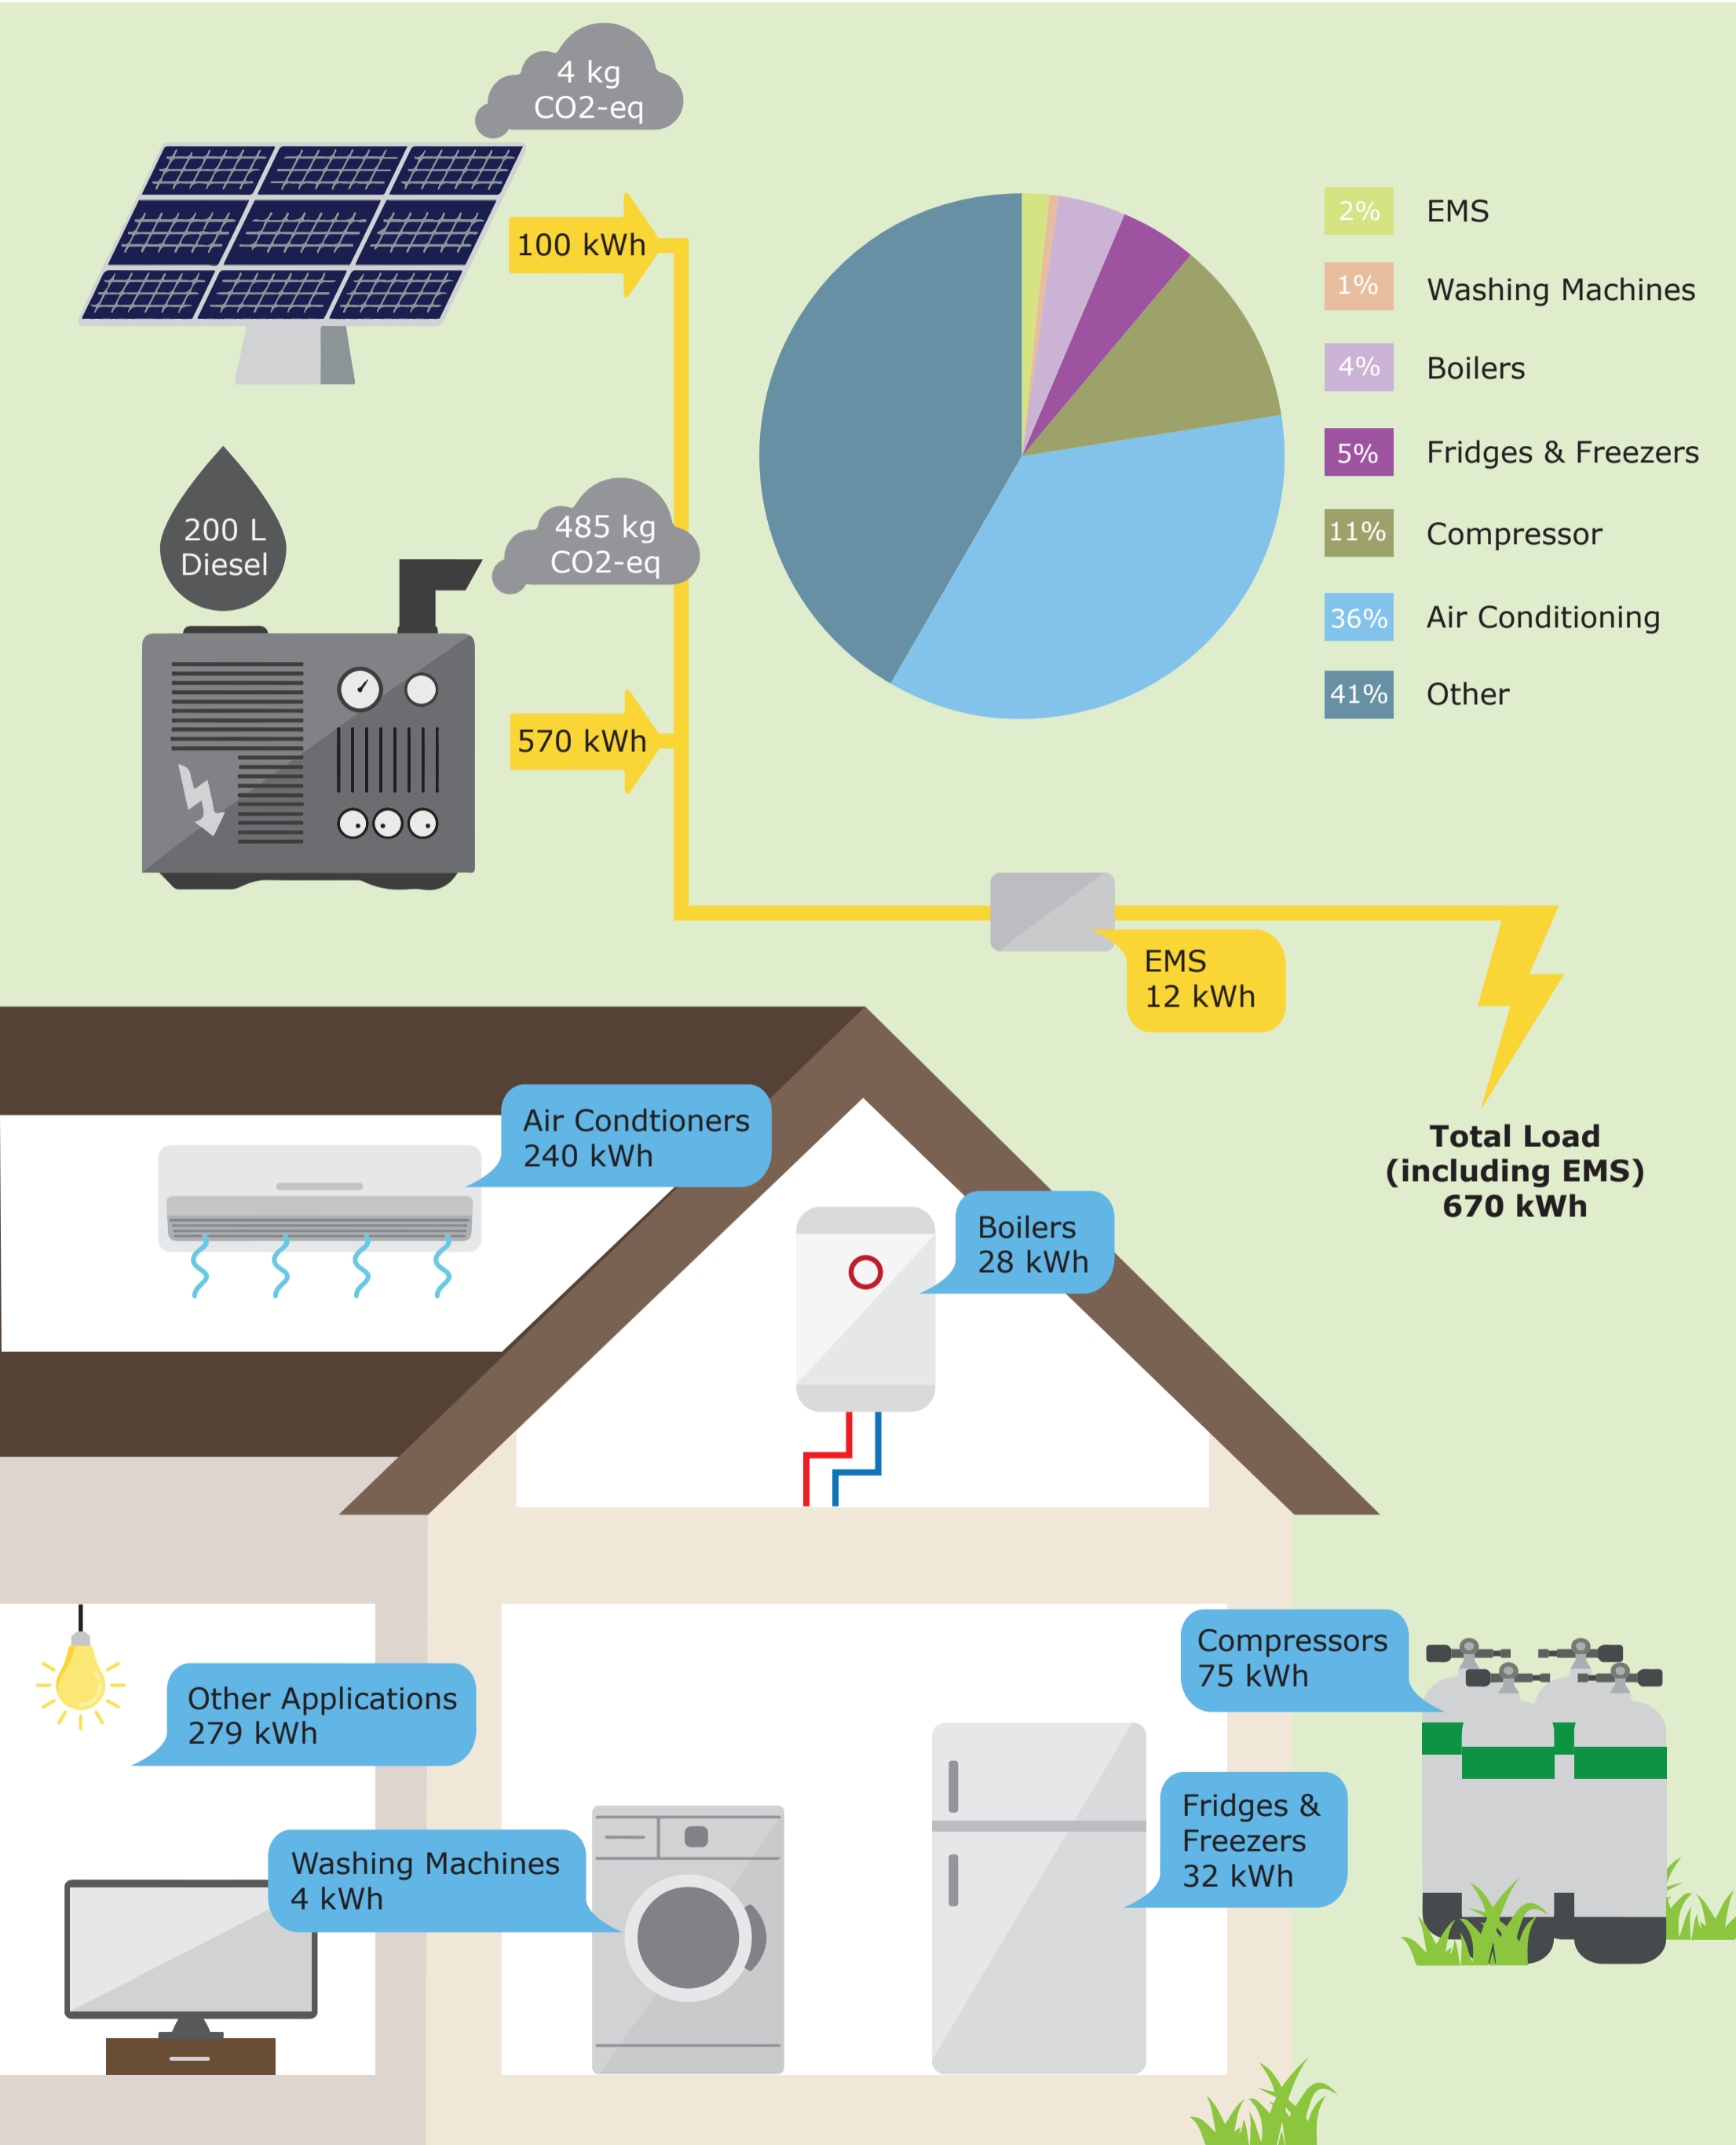 4 kg
CO2-eq
100 kWh
200 L
Diesel
485 kg
CO2-eq
570 kWh
2% EMS
1% Washing Machines
4% Boilers
5% Fridges & Freezers
11% Compressor
36% Air Conditioning
41% Other
EMS
12 kWh
Total Load
(including EMS)
670 kWh
Air Condtioners
240 kWh
Boilers
28 kWh
Other Applications
279 kWh
Washing Machines
4 kWh
Compressors
75 kWh
Fridges &
Freezers
32 kWh